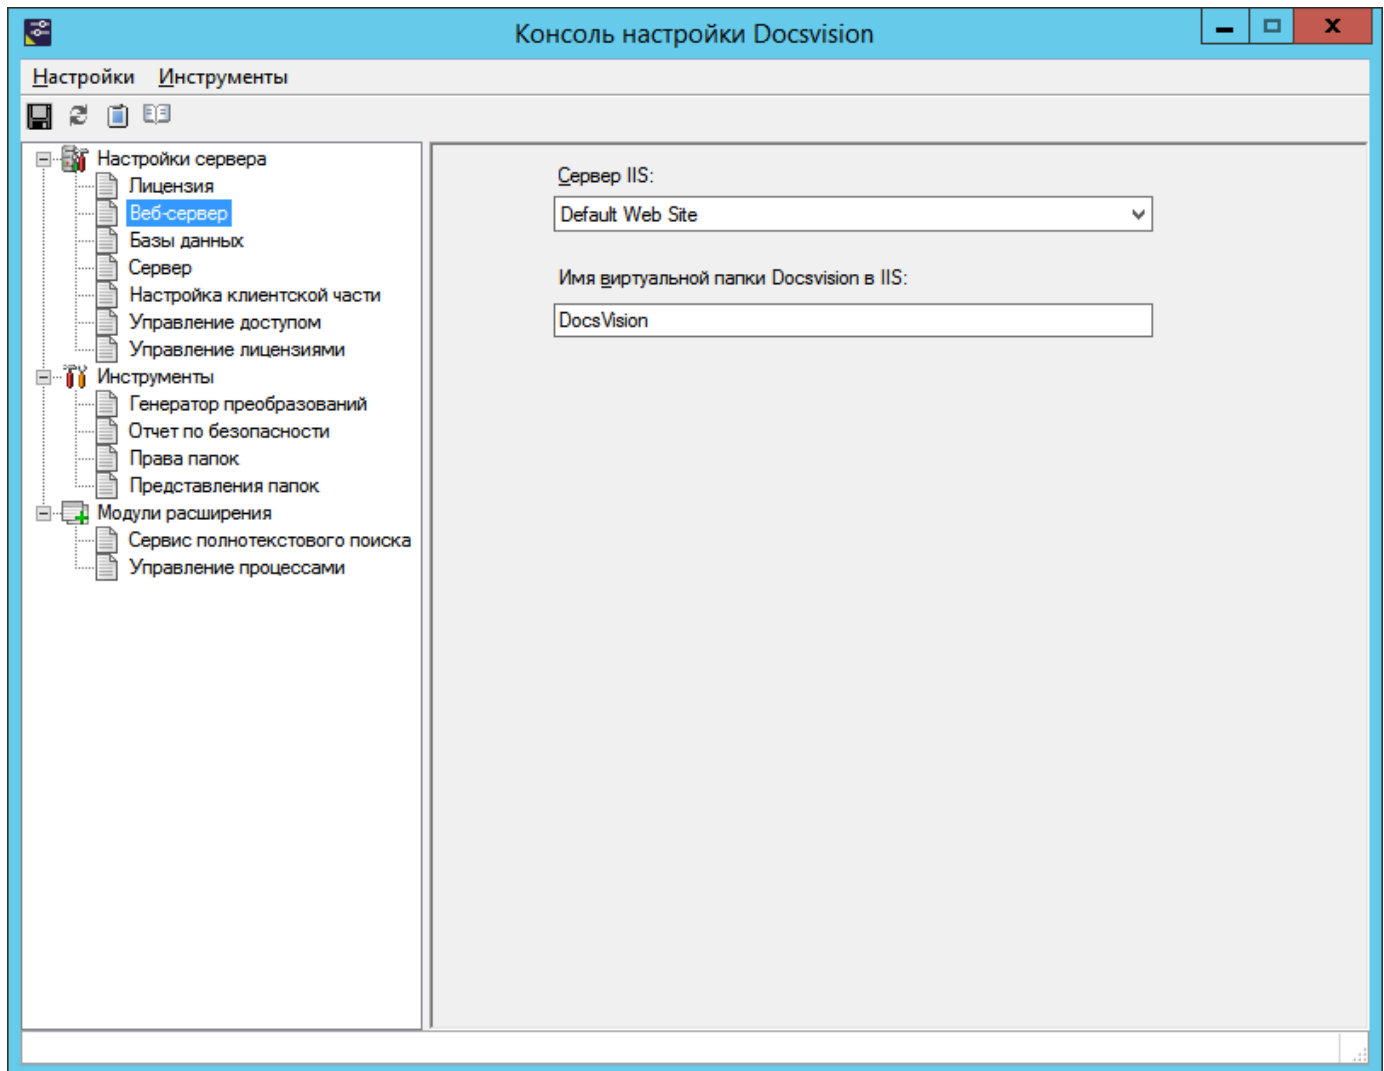 Консоль настройки Docsvision
Настройки Инструменты
Настройки сервера
Лицензия
Веб-сервер
Базы данных
Сервер
Настройка клиентской части
Управление доступом
Управление лицензиями
Инструменты
Генератор преобразований
Отчет по безопасности
Права папок
Представления папок
Модули расширения
Сервис полнотекстового поиска
Управление процессами
Сервер IIS:
Default Web Site
Имя виртуальной папки Docsvision в IIS:
DocsVision